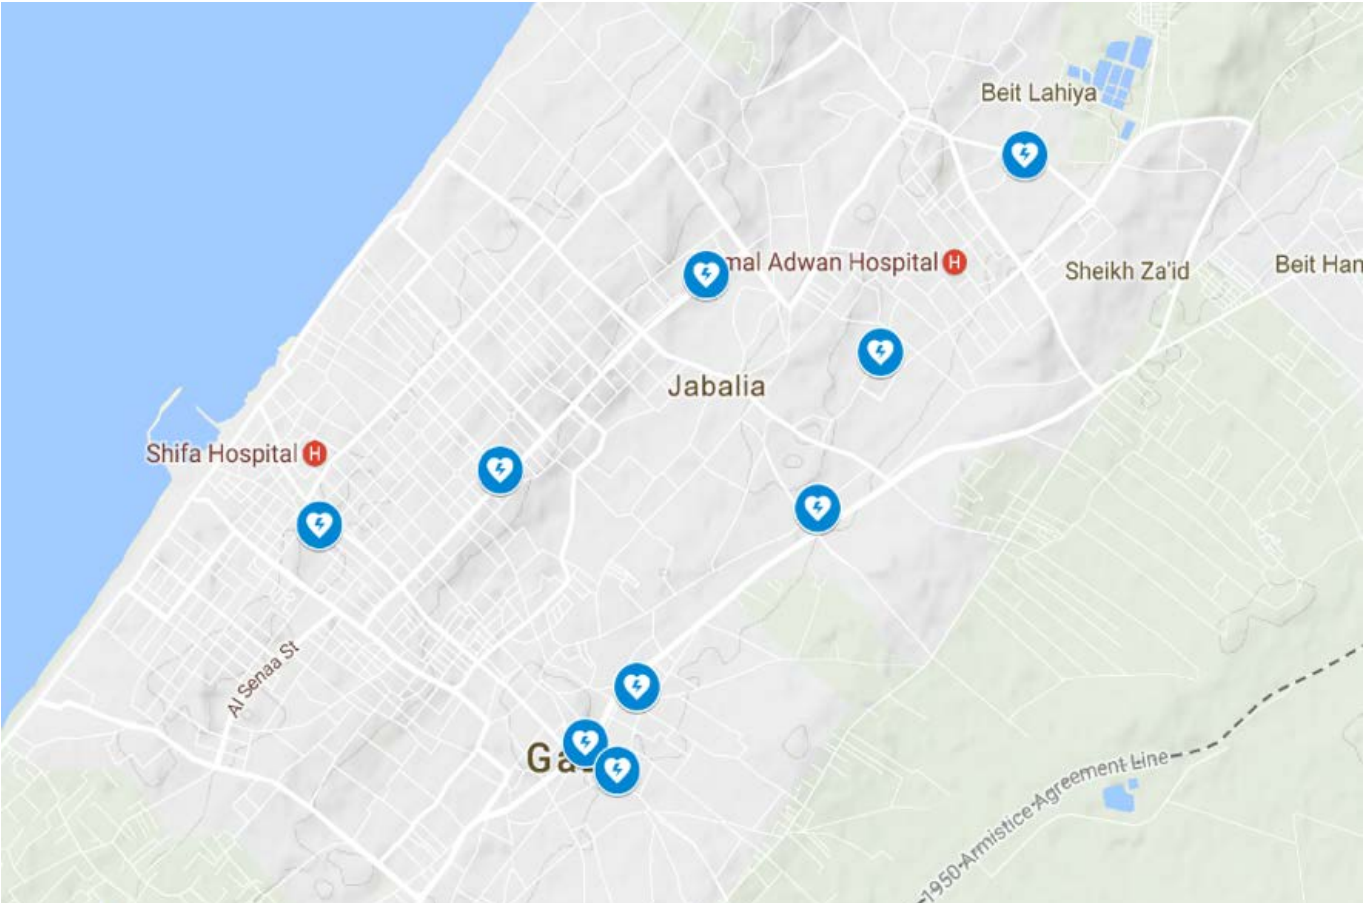 Beit Lahiya
mal Adwan Hospital H
Sheikh Za'id
Beit Han
Jabalia
Shifa Hospital H
Al Senaa St
Ga
1950 Armistice Agreement Line